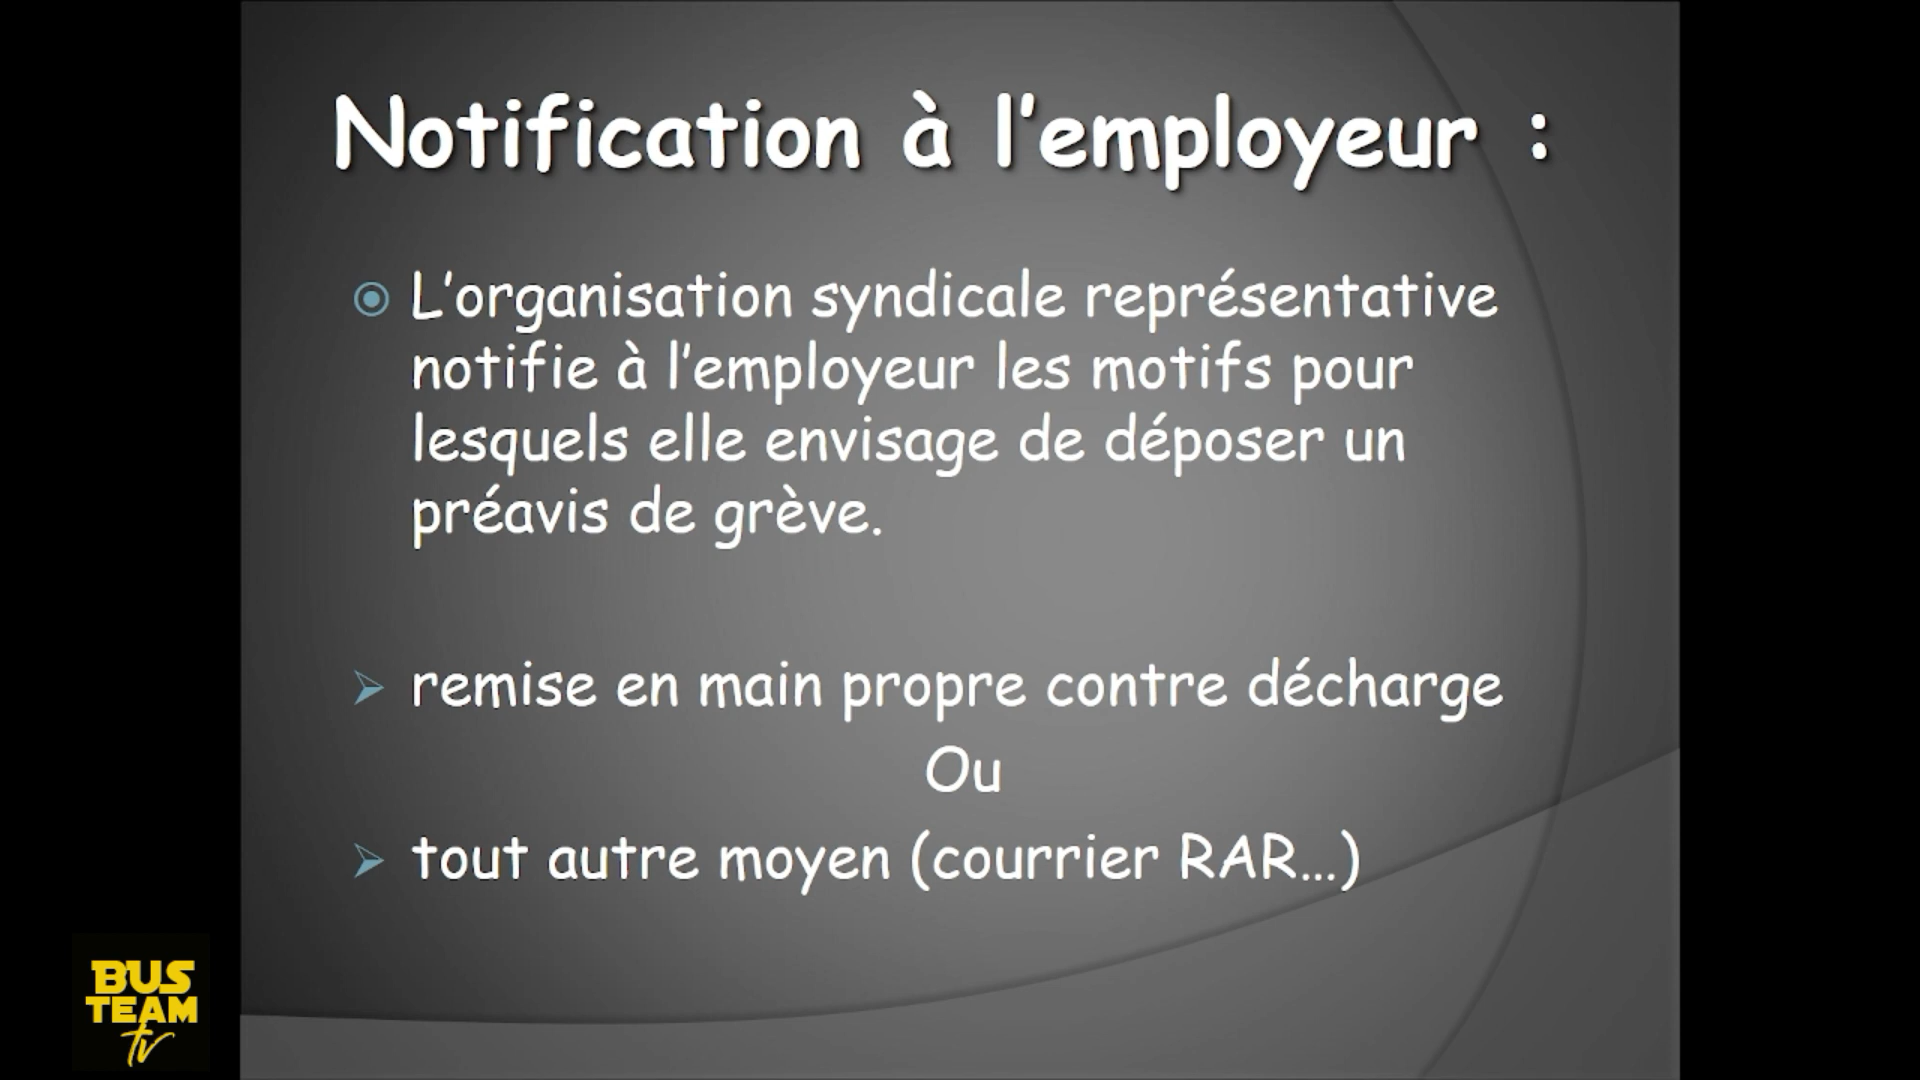 Notification à l'employeur :
L'organisation syndicale représentative
notifie à l'employeur les motifs pour
lesquels elle envisage de déposer un
préavis de grève.
remise en main propre contre décharge
Ou
tout autre moyen (courrier RAR...)
BUS
TEAM
tv